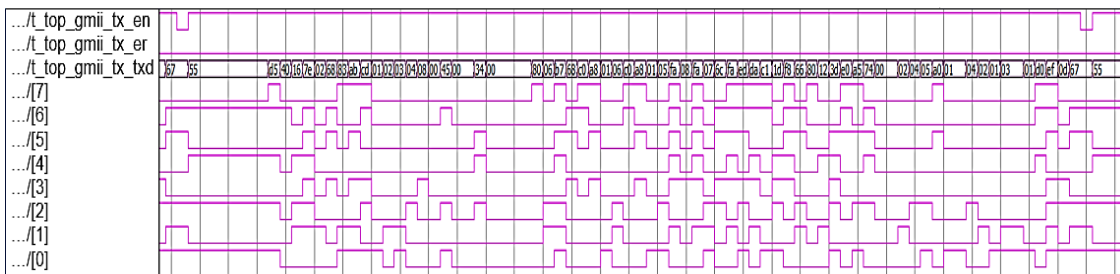 .../t_top_gmii_tx_en
.../t_top_gmii_tx_er
.../t_top_gmii_tx_txd 67 55 d5 40 16 7e 02 68 83 ab cd 01 02 03 04 08 00 45 00 34 00 80 06 b7 68 c0 a8 01 06 c0 a8 01 05 fa 08 fa 07 6c fa ed da c1 1d f8 66 80 12 3d e0 a5 74 00 02 04 05 a0 01 04 02 01 03 01 d0 ef 0d 67 55
.../[7]
.../[6]
.../[5]
.../[4]
.../[3]
.../[2]
.../[1]
.../[0]